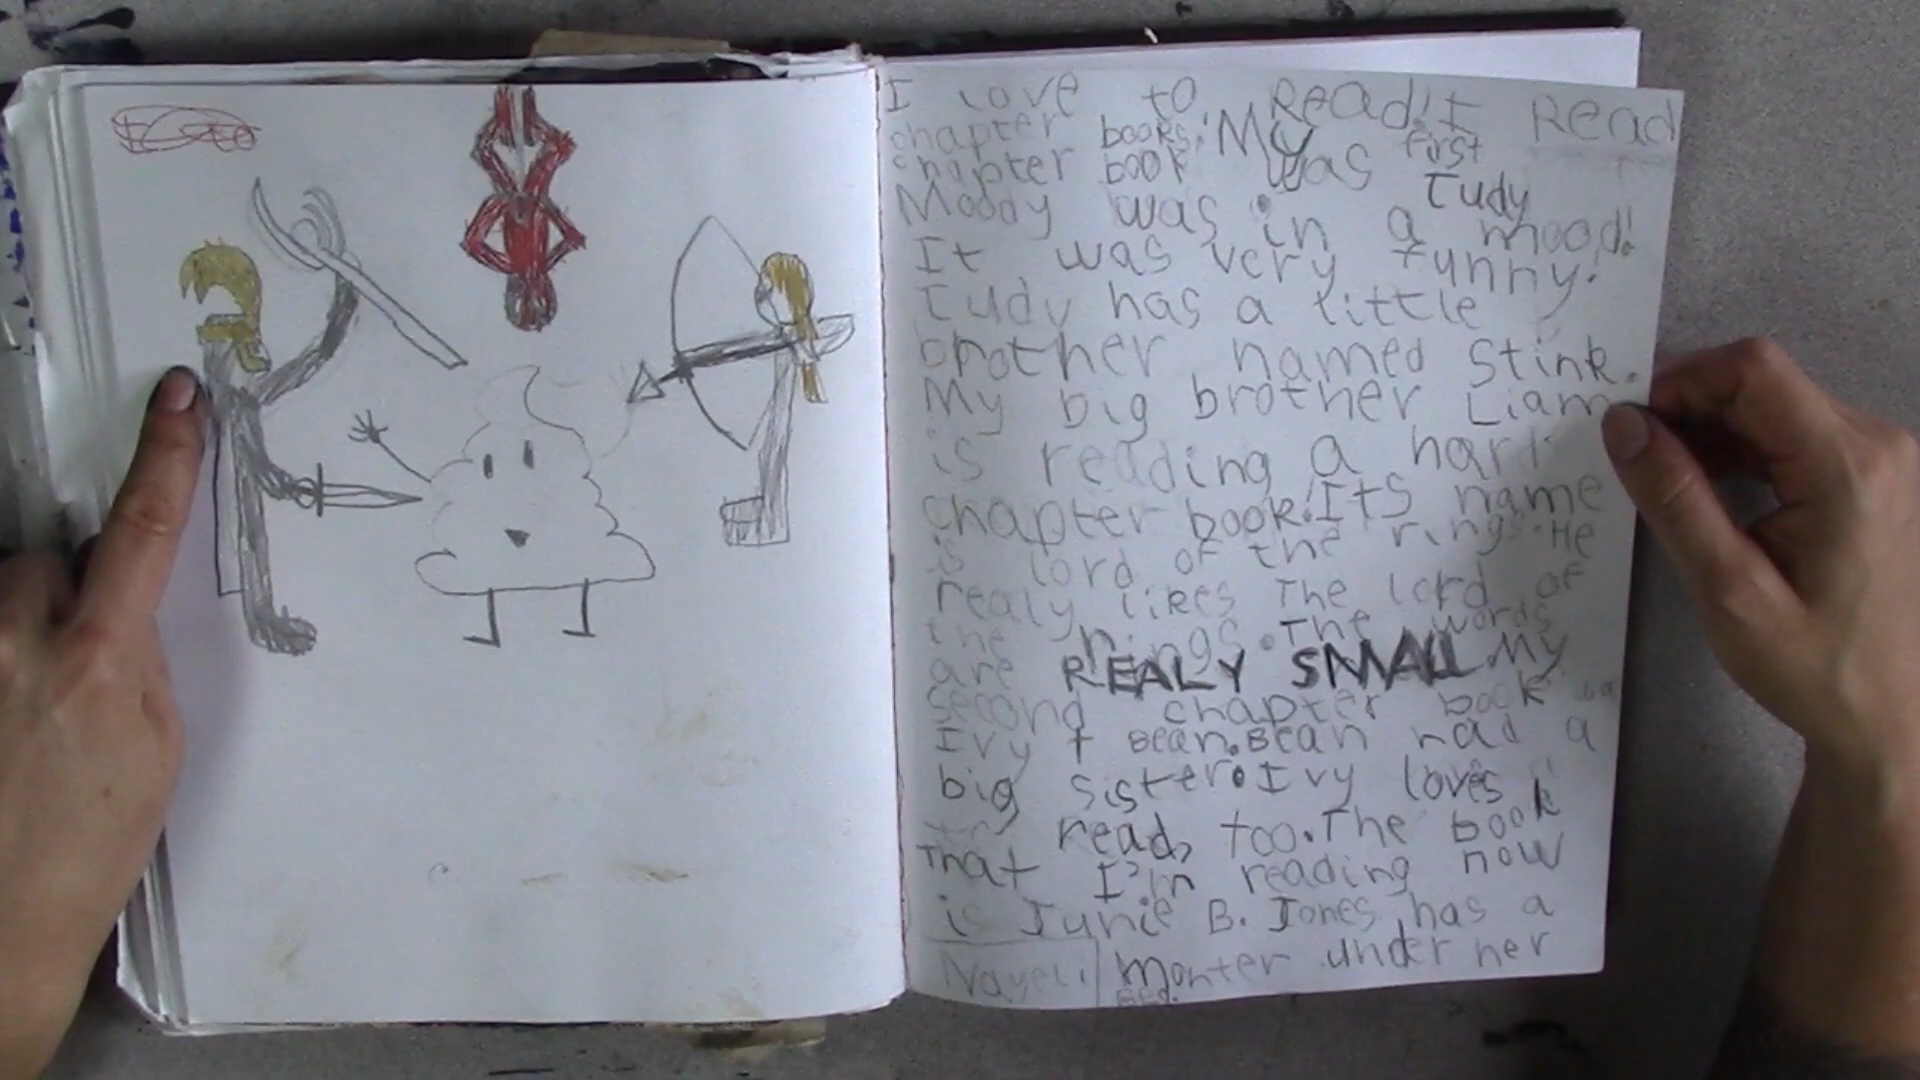 I love to Read! I Read
chapter books! My first
chapter book was Judy
Moody was in a mood!
It was very funny!
Judy has a little
brother named Stink.
My big brother Liam
is reading a hard
chapter book! Its name
is lord of the rings. He
realy likes The lord of
the rings. The words
are REALY SMALL My
second chapter book wa
Ivy + Bean. Bean had a
big sister. Ivy loves
to read, too. The book
That I'm reading now
is Junie B. Jones has a
Monter under her
Bed.
Nayeli